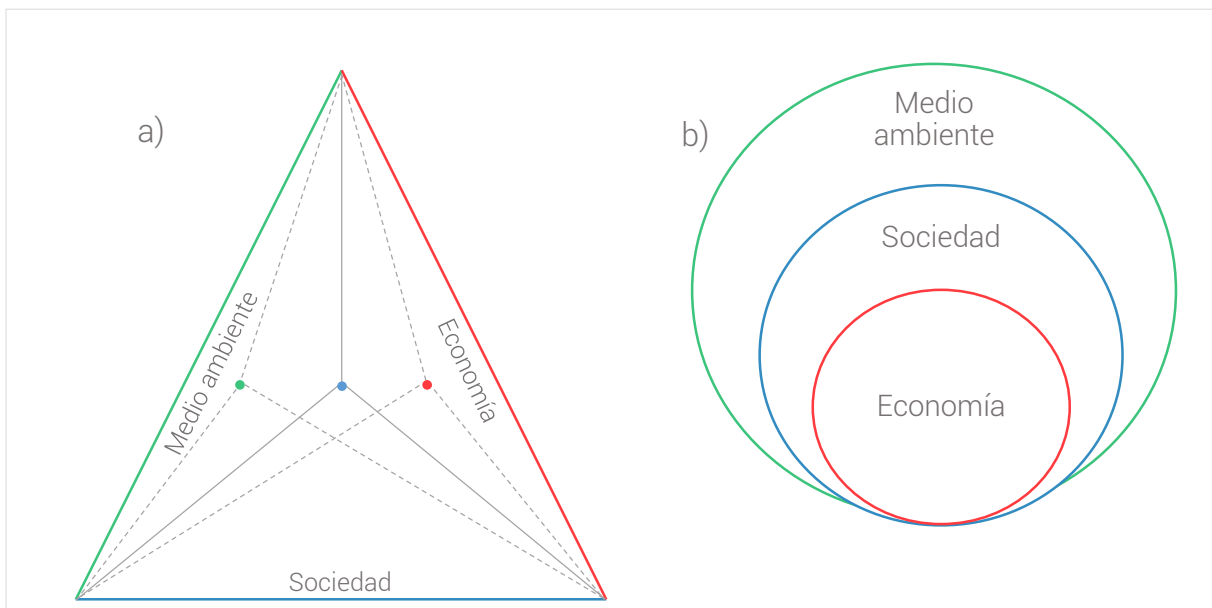 a)
Medio ambiente
Economía
Sociedad
b)
Medio
ambiente
Sociedad
Economía